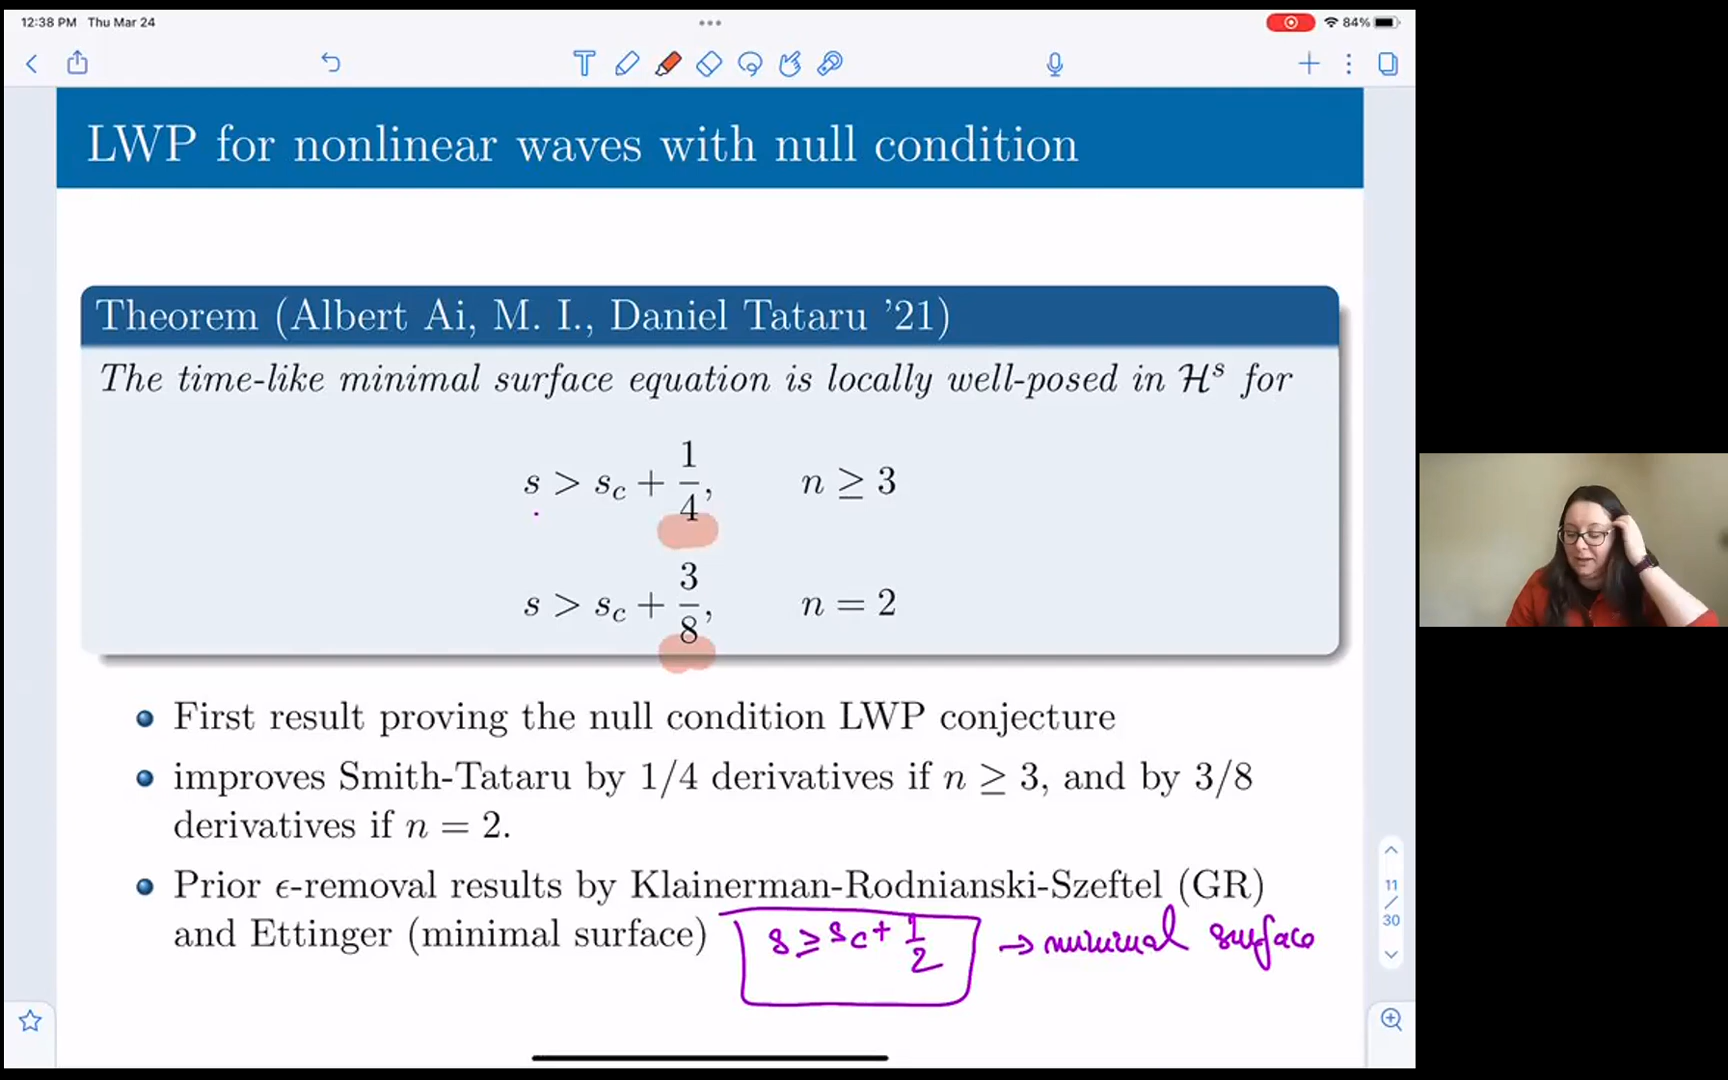 12:38 PM Thu Mar 24
84%
LWP for nonlinear waves with null condition
Theorem (Albert Ai, M. I., Daniel Tataru ’21)
The time-like minimal surface equation is locally well-posed in ℋˢ for
s > s_c + 1/4, n ≥ 3
s > s_c + 3/8, n = 2
First result proving the null condition LWP conjecture
improves Smith-Tataru by 1/4 derivatives if n ≥ 3, and by 3/8
derivatives if n = 2.
Prior ϵ-removal results by Klainerman-Rodnianski-Szeftel (GR)
and Ettinger (minimal surface) s ≥ s_c + 1/2 → minimal surface
11
/
30